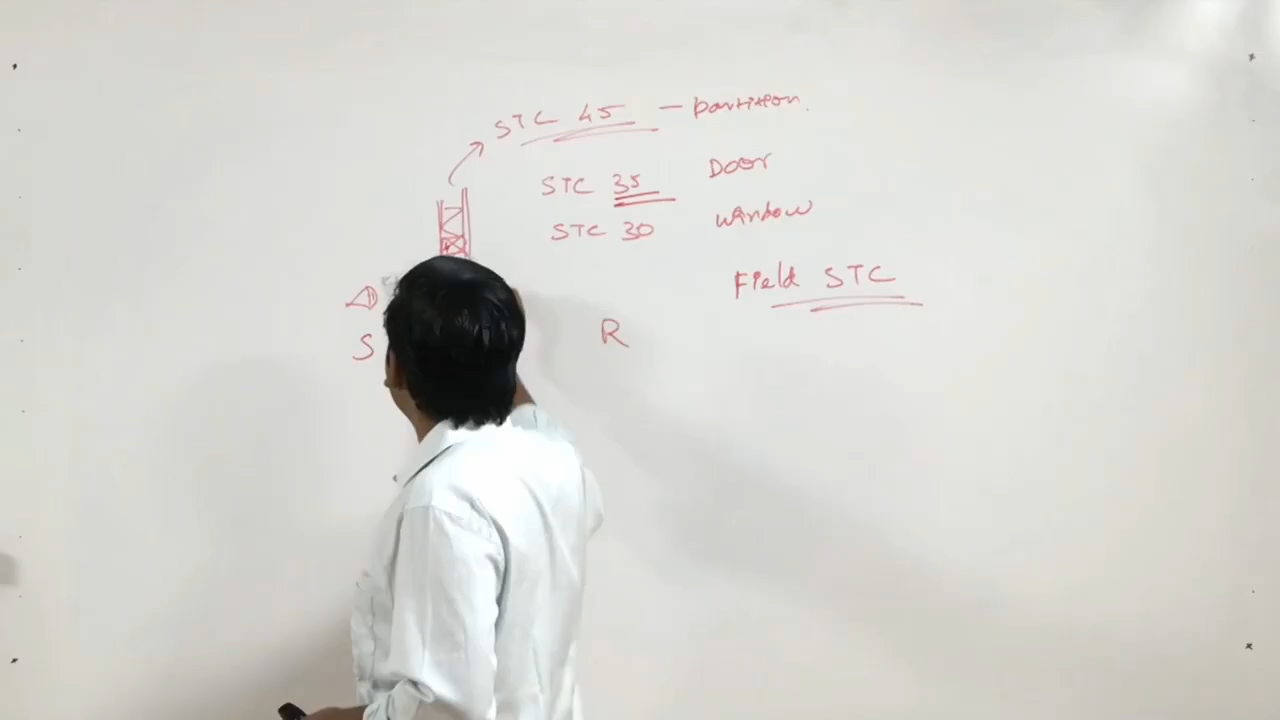 STC 45 — partition.
STC 35 Door
STC 30 window
Field STC
S R